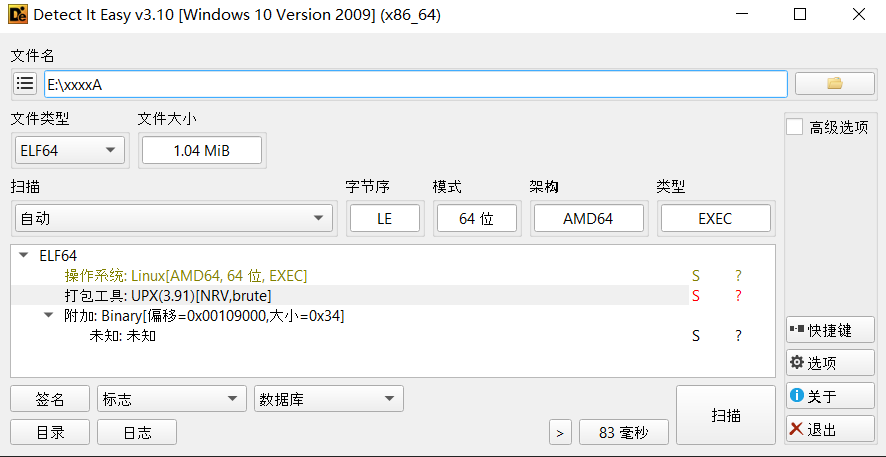 Detect It Easy v3.10 [Windows 10 Version 2009] (x86_64)
文件名
E:\xxxxA
文件类型 文件大小
高级选项
ELF64 1.04 MiB
扫描 字节序 模式 架构 类型
自动 LE 64 位 AMD64 EXEC
ELF64
操作系统: Linux[AMD64, 64 位, EXEC] S ?
打包工具: UPX(3.91)[NRV,brute] S ?
附加: Binary[偏移=0x00109000,大小=0x34]
未知: 未知 S ?
快捷键
选项
关于
退出
签名 标志 数据库 扫描
目录 日志 > 83 毫秒